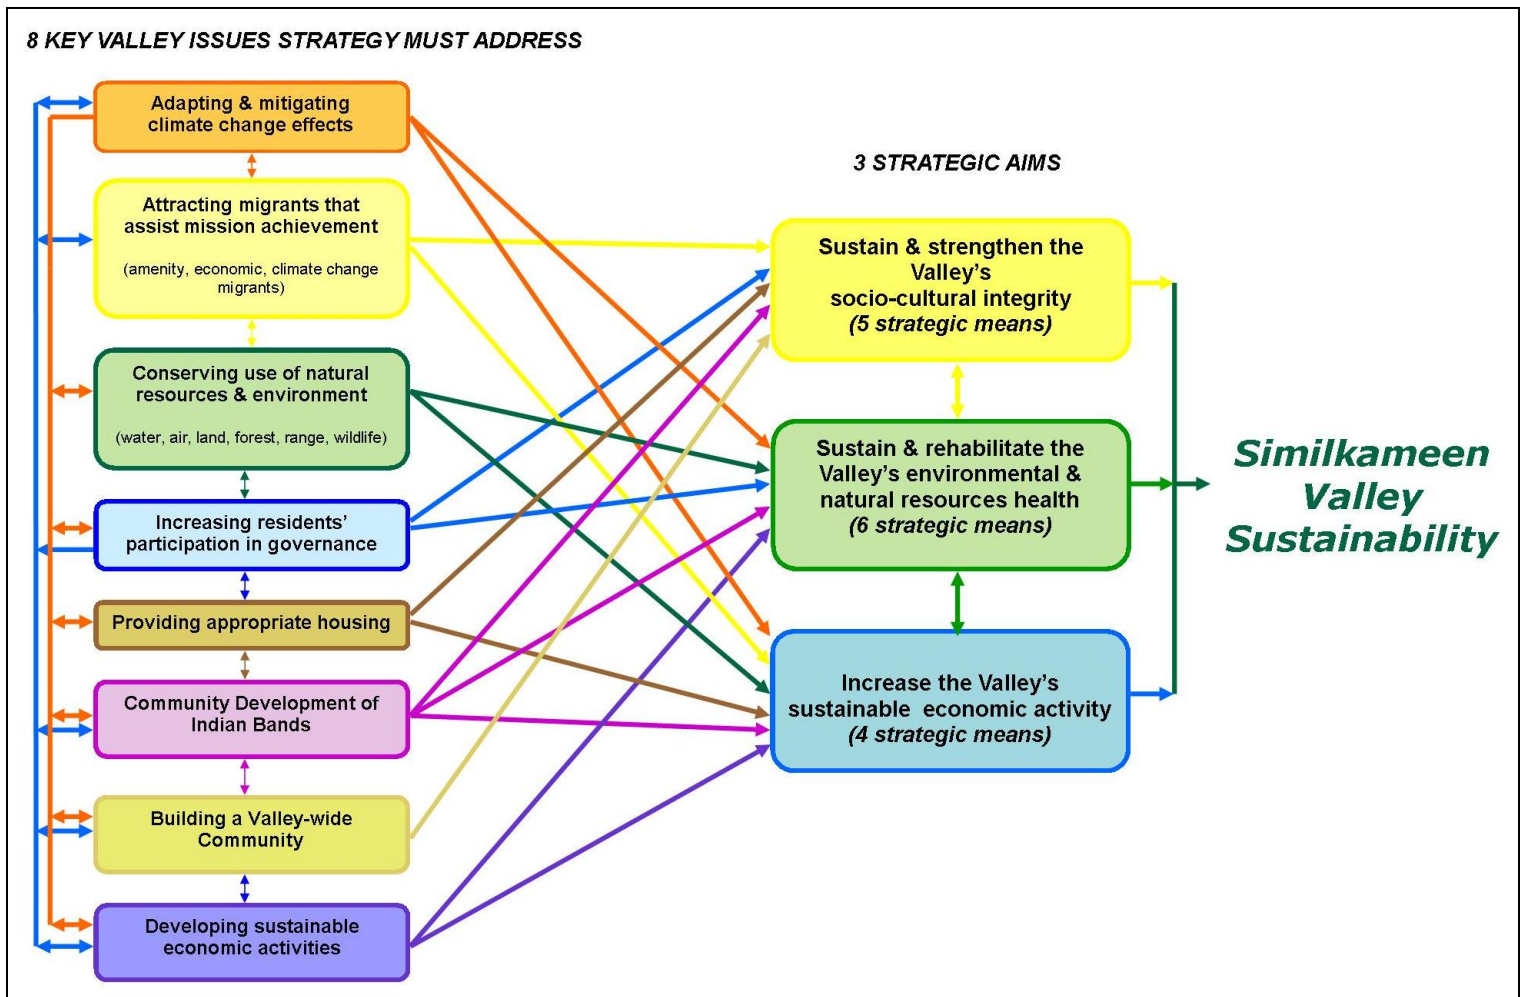 8 KEY VALLEY ISSUES STRATEGY MUST ADDRESS
Adapting & mitigating
climate change effects
Attracting migrants that
assist mission achievement
(amenity, economic, climate change
migrants)
Conserving use of natural
resources & environment
(water, air, land, forest, range, wildlife)
Increasing residents'
participation in governance
Providing appropriate housing
Community Development of
Indian Bands
Building a Valley-wide
Community
Developing sustainable
economic activities
3 STRATEGIC AIMS
Sustain & strengthen the
Valley's
socio-cultural integrity
(5 strategic means)
Sustain & rehabilitate the
Valley's environmental &
natural resources health
(6 strategic means)
Increase the Valley's
sustainable economic activity
(4 strategic means)
Similkameen
Valley
Sustainability